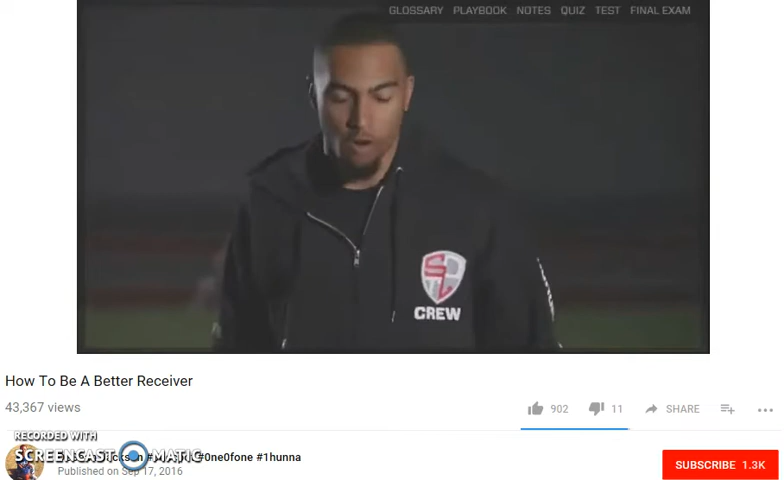 GLOSSARY PLAYBOOK NOTES QUIZ TEST FINAL EXAM
CREW
How To Be A Better Receiver
43,367 views
902 11 SHARE
RECORDED WITH
SCREENCAST MATIC
#0ne0fone #1hunna
Published on Sep 17, 2016
SUBSCRIBE 1.3K